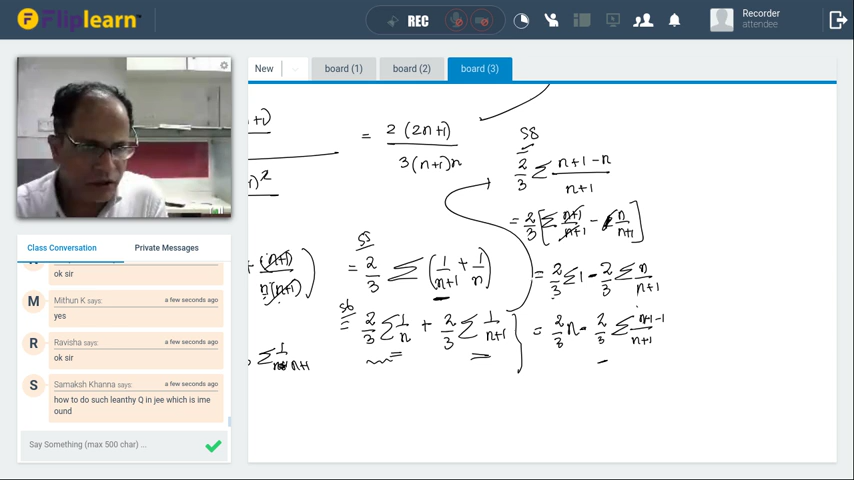 Fliplearn
REC
Recorder
attendee
New
board (1)
board (2)
board (3)
Class Conversation
Private Messages
ok sir
M
Mithun K says:
a few seconds ago
yes
R
Ravisha says:
a few seconds ago
ok sir
S
Samaksh Khanna says:
a few seconds ago
how to do such leanthy Q in jee which is ime
ound
Say Something (max 500 char) ...
= 2(2n+1) / 3(n+1)n
S8
2/3 Σ n+1-n / n+1
= 2/3 [Σ n+1/n+1 - n/n+1]
S5
= 2/3 Σ (1/n+1 + 1/n)
= 2/3 Σ1 - 2/3 Σ n/n+1
S6
= 2/3 Σ 1/n + 2/3 Σ 1/n+1
= 2/3 n - 2/3 Σ n+1-1 / n+1